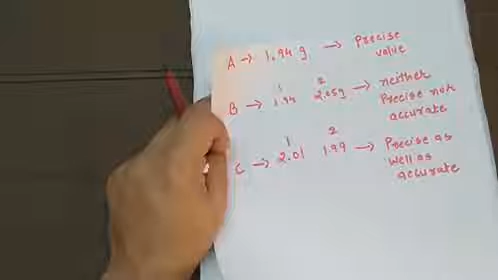 A → 1.94 g → Precise value
1 2
B → 1.94 2.05g → neither Precise nor accurate
1 2
C → 2.01 1.99 → Precise as well as accurate